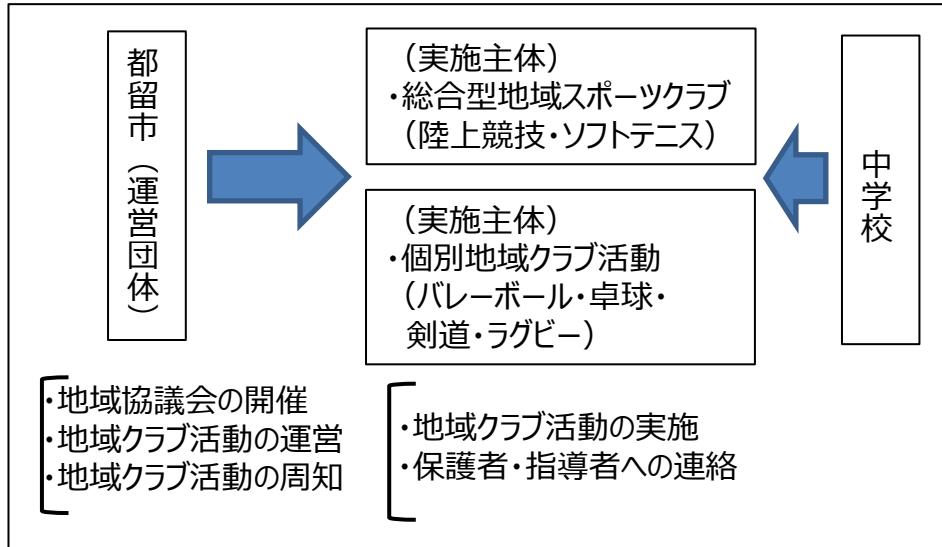 都留市（運営団体）
（実施主体）
・総合型地域スポーツクラブ
（陸上競技・ソフトテニス）
（実施主体）
・個別地域クラブ活動
（バレーボール・卓球・
剣道・ラグビー）
中学校
・地域協議会の開催
・地域クラブ活動の運営
・地域クラブ活動の周知
・地域クラブ活動の実施
・保護者・指導者への連絡